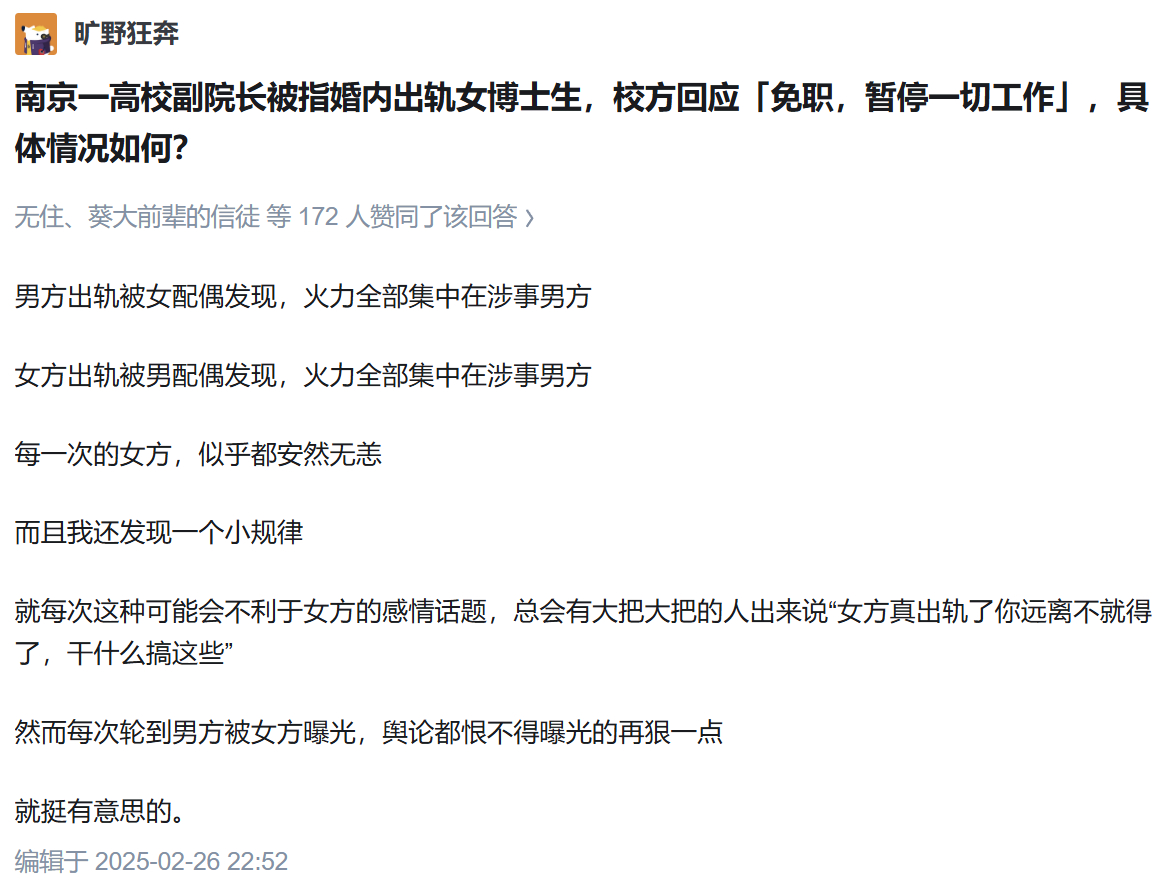 旷野狂奔
南京一高校副院长被指婚内出轨女博士生，校方回应「免职，暂停一切工作」，具
体情况如何？
无住、葵大前辈的信徒 等 172 人赞同了该回答 ›
男方出轨被女配偶发现，火力全部集中在涉事男方
女方出轨被男配偶发现，火力全部集中在涉事男方
每一次的女方，似乎都安然无恙
而且我还发现一个小规律
就每次这种可能会不利于女方的感情话题，总会有大把大把的人出来说“女方真出轨了你远离不就得
了，干什么搞这些”
然而每次轮到男方被女方曝光，舆论都恨不得曝光的再狠一点
就挺有意思的。
编辑于 2025-02-26 22:52